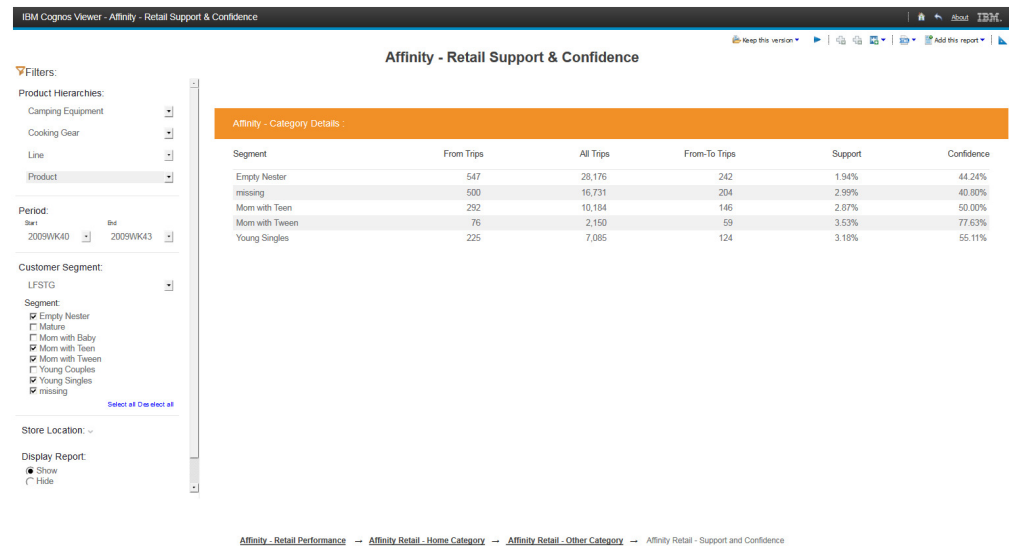 IBM Cognos Viewer - Affinity - Retail Support & Confidence
About IBM.
Keep this version
Add this report
Affinity - Retail Support & Confidence
Filters:
Product Hierarchies:
Camping Equipment
Cooking Gear
Line
Product
Period:
Start End
2009WK40 2009WK43
Customer Segment:
LFSTG
Segment:
Empty Nester
Mature
Mom with Baby
Mom with Teen
Mom with Tween
Young Couples
Young Singles
missing
Select all Deselect all
Store Location:
Display Report:
Show
Hide
Affinity - Category Details :
Segment From Trips All Trips From-To Trips Support Confidence
Empty Nester 547 28,176 242 1.94% 44.24%
missing 500 16,731 204 2.99% 40.80%
Mom with Teen 292 10,184 146 2.87% 50.00%
Mom with Tween 76 2,150 59 3.53% 77.63%
Young Singles 225 7,085 124 3.18% 55.11%
Affinity - Retail Performance → Affinity Retail - Home Category → Affinity Retail - Other Category → Affinity Retail - Support and Confidence